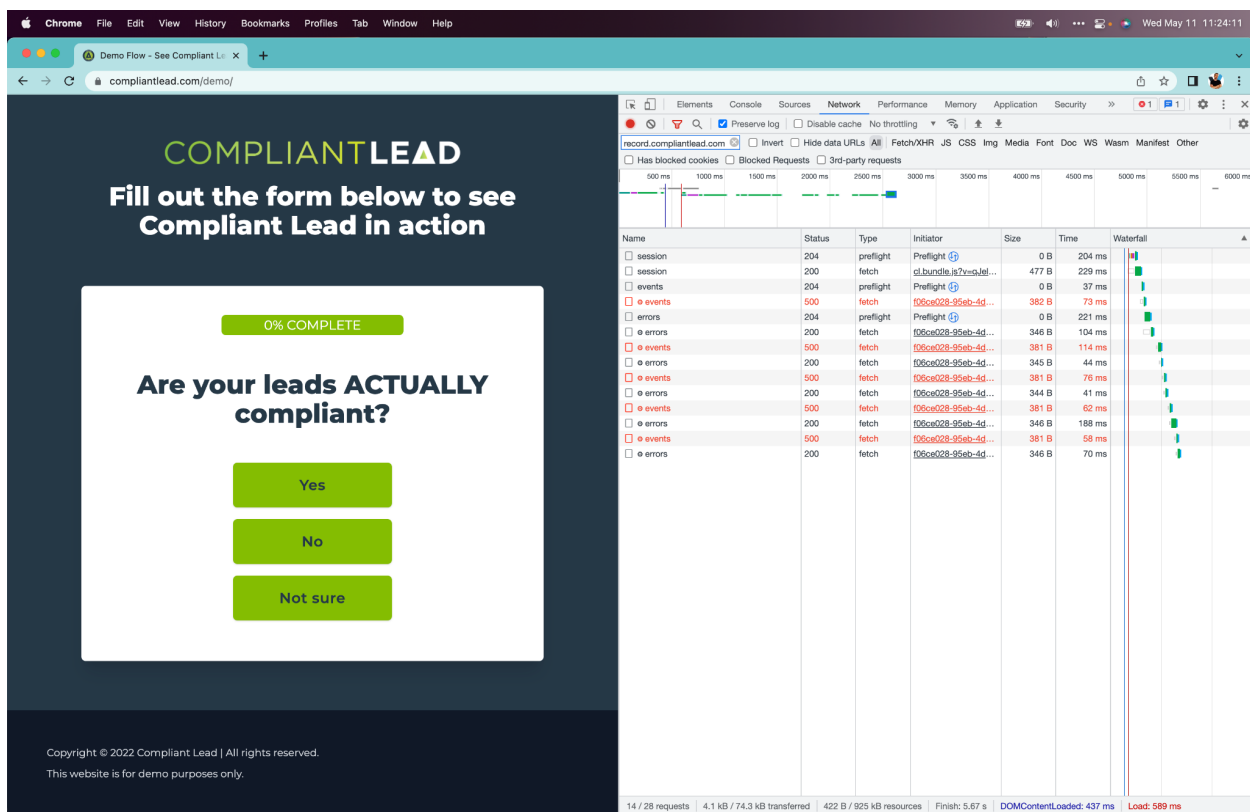 Chrome File Edit View History Bookmarks Profiles Tab Window Help
Wed May 11 11:24:11
Demo Flow - See Compliant Le
compliantlead.com/demo/
COMPLIANTLEAD
Fill out the form below to see
Compliant Lead in action
0% COMPLETE
Are your leads ACTUALLY
compliant?
Yes
No
Not sure
Copyright © 2022 Compliant Lead | All rights reserved.
This website is for demo purposes only.
Elements Console Sources Network Performance Memory Application Security » 1 1
Preserve log Disable cache No throttling
record.compliantlead.com Invert Hide data URLs All Fetch/XHR JS CSS Img Media Font Doc WS Wasm Manifest Other
Has blocked cookies Blocked Requests 3rd-party requests
500 ms 1000 ms 1500 ms 2000 ms 2500 ms 3000 ms 3500 ms 4000 ms 4500 ms 5000 ms 5500 ms 6000 ms
Name Status Type Initiator Size Time Waterfall
session 204 preflight Preflight 0 B 204 ms
session 200 fetch cl.bundle.js?v=qJel... 477 B 229 ms
events 204 preflight Preflight 0 B 37 ms
events 500 fetch f06ce028-95eb-4d... 382 B 73 ms
errors 204 preflight Preflight 0 B 221 ms
errors 200 fetch f06ce028-95eb-4d... 346 B 104 ms
events 500 fetch f06ce028-95eb-4d... 381 B 114 ms
errors 200 fetch f06ce028-95eb-4d... 345 B 44 ms
events 500 fetch f06ce028-95eb-4d... 381 B 76 ms
errors 200 fetch f06ce028-95eb-4d... 344 B 41 ms
events 500 fetch f06ce028-95eb-4d... 381 B 62 ms
errors 200 fetch f06ce028-95eb-4d... 346 B 188 ms
events 500 fetch f06ce028-95eb-4d... 381 B 58 ms
errors 200 fetch f06ce028-95eb-4d... 346 B 70 ms
14 / 28 requests 4.1 kB / 74.3 kB transferred 422 B / 925 kB resources Finish: 5.67 s DOMContentLoaded: 437 ms Load: 589 ms